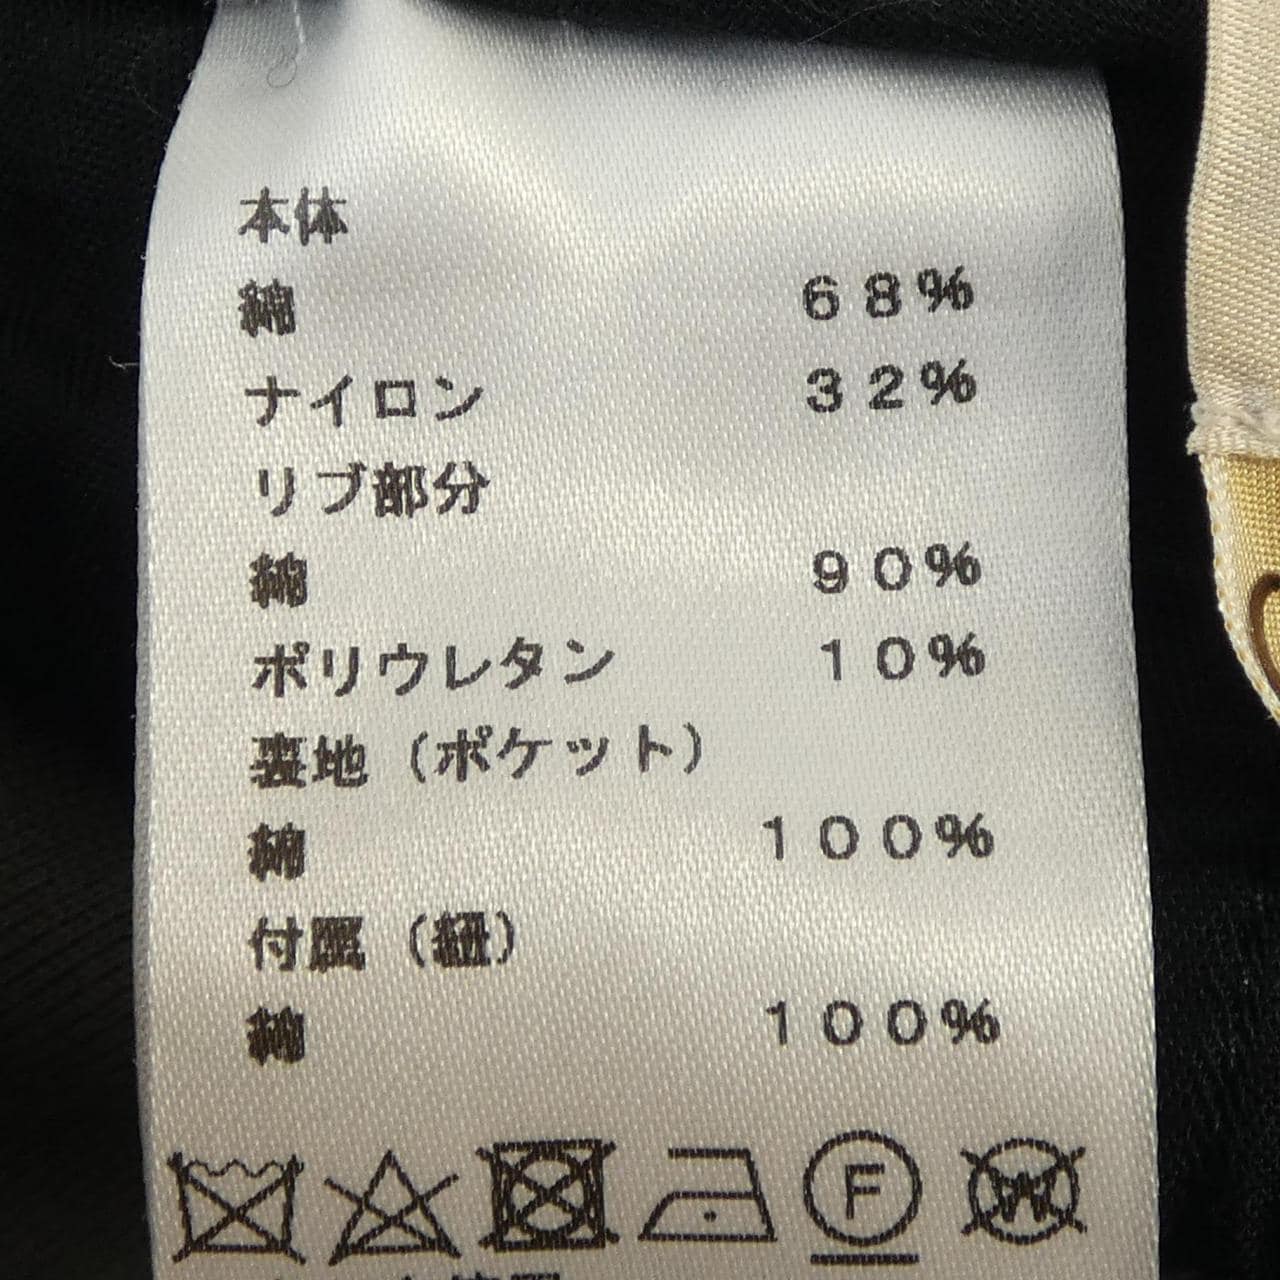 本体
綿 68%
ナイロン 32%
リブ部分
綿 90%
ポリウレタン 10%
裏地(ポケット)
綿 100%
付属(紐)
綿 100%
F
W